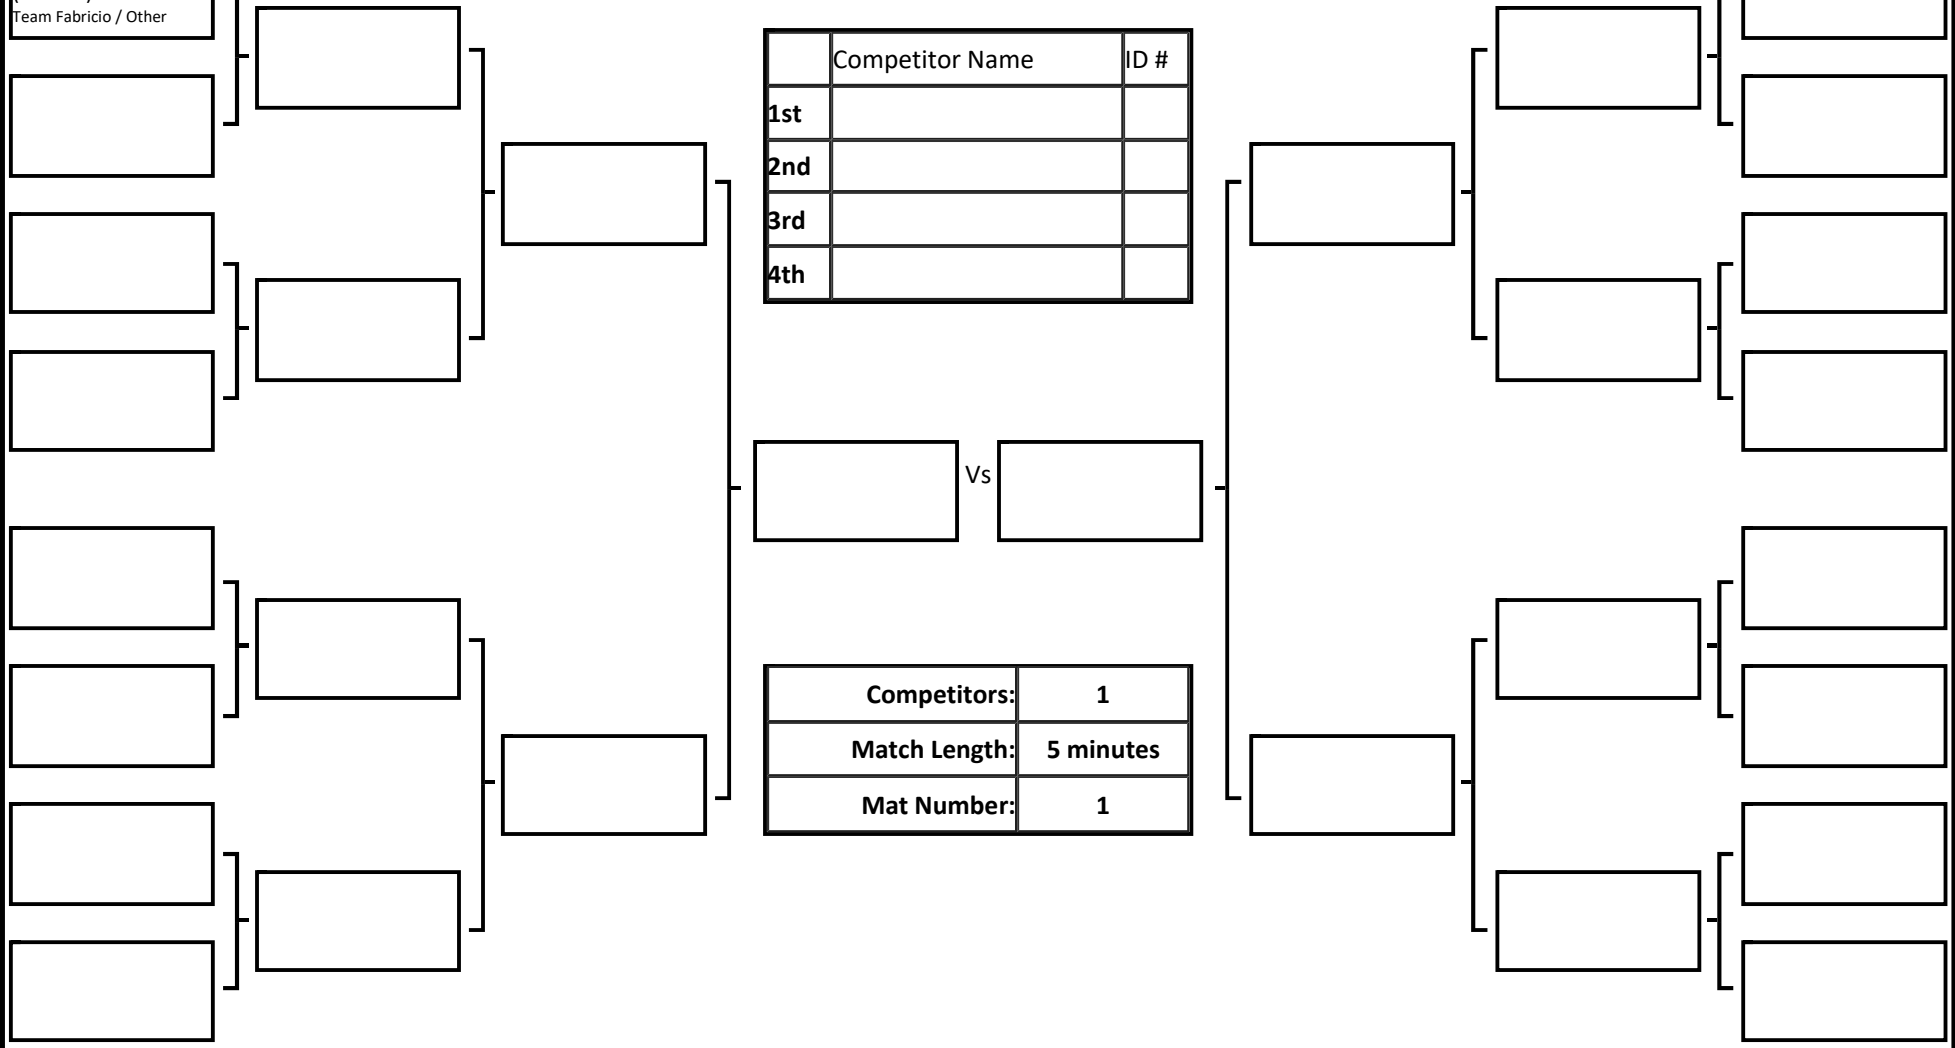 Team Fabricio / Other
Competitor Name ID #
1st
2nd
3rd
4th
Vs
Competitors: 1
Match Length: 5 minutes
Mat Number: 1